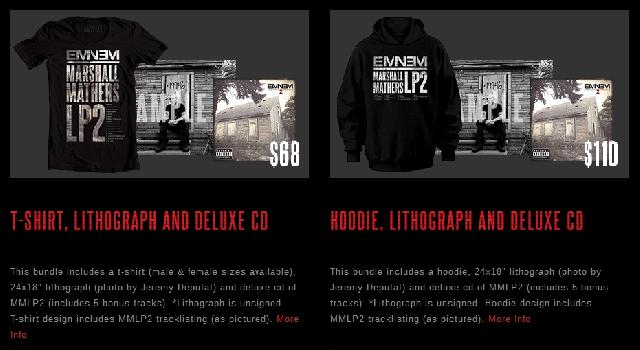 EMINEM
MARSHALL
MATHERS
LP2
SAMPLE
EMINEM
$68
EMINEM
MARSHALL
MATHERS LP2
EMINEM
$110
T-SHIRT, LITHOGRAPH AND DELUXE CD
This bundle includes a t-shirt (male & female sizes available),
24x18" lithograph (photo by Jeremy Deputat) and deluxe cd of
MMLP2 (includes 5 bonus tracks). *Lithograph is unsigned.
T-shirt design includes MMLP2 tracklisting (as pictured). More
Info
HOODIE, LITHOGRAPH AND DELUXE CD
This bundle includes a hoodie, 24x18" lithograph (photo by
Jeremy Deputat) and deluxe cd of MMLP2 (includes 5 bonus
tracks). *Lithograph is unsigned. Hoodie design includes
MMLP2 tracklisting (as pictured). More Info